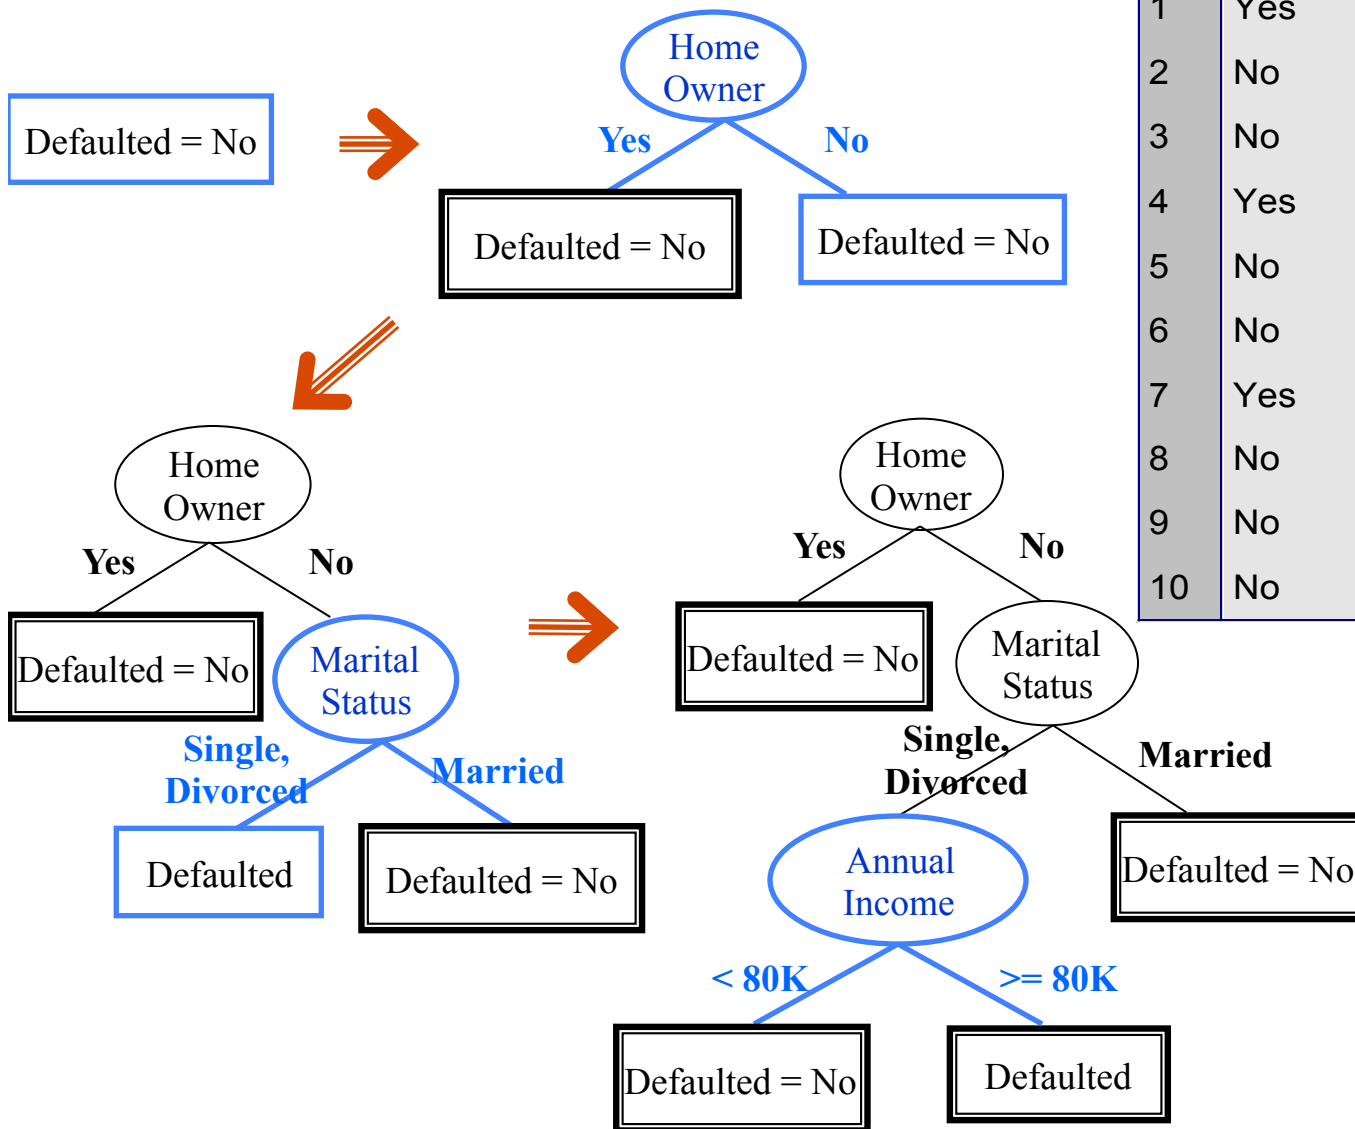 Defaulted = No
Home
Owner
Yes
No
Defaulted = No
Defaulted = No
Home
Owner
Yes
No
Defaulted = No
Marital
Status
Single,
Divorced
Married
Defaulted
Defaulted = No
Home
Owner
Yes
No
Defaulted = No
Marital
Status
Single,
Divorced
Married
Annual
Income
Defaulted = No
< 80K
>= 80K
Defaulted = No
Defaulted
1 Yes
2 No
3 No
4 Yes
5 No
6 No
7 Yes
8 No
9 No
10 No